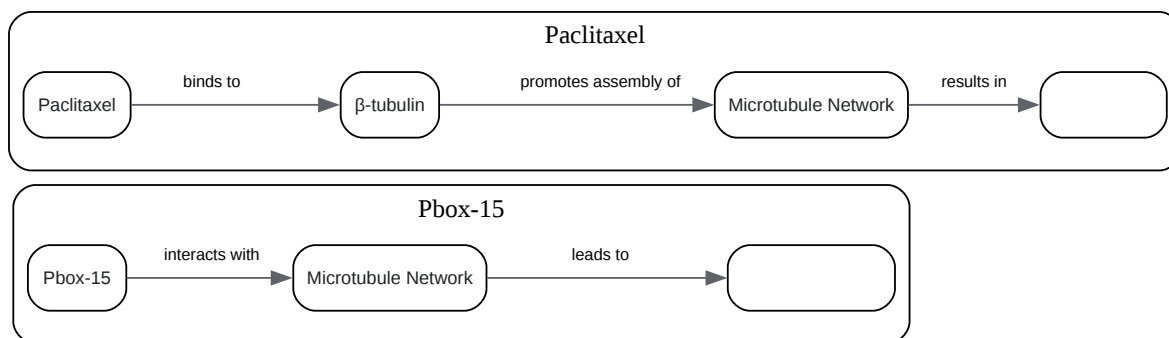 Paclitaxel
binds to
promotes assembly of
results in
Paclitaxel
β-tubulin
Microtubule Network
Pbox-15
interacts with
leads to
Pbox-15
Microtubule Network